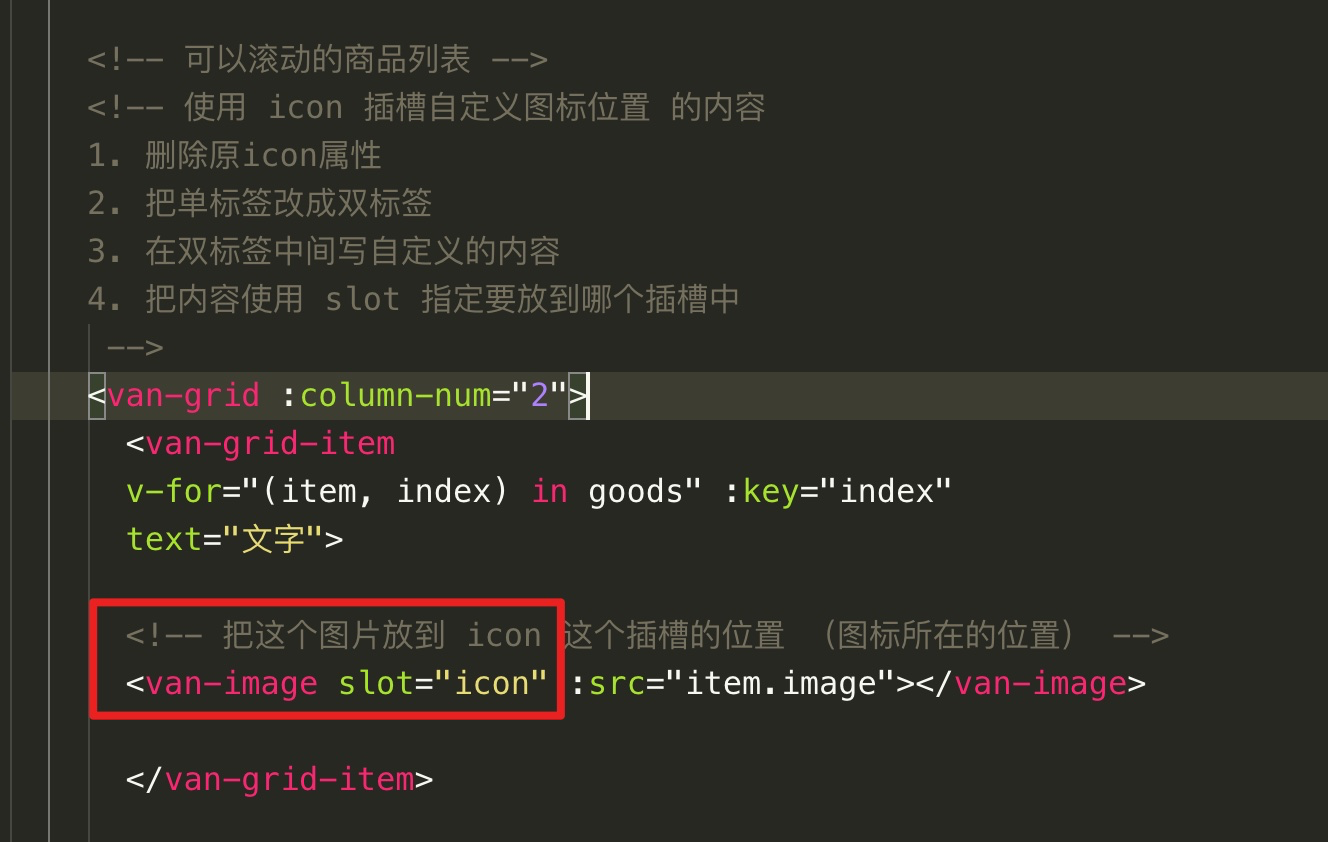 <!-- 可以滚动的商品列表 -->
<!-- 使用 icon 插槽自定义图标位置 的内容
1. 删除原icon属性
2. 把单标签改成双标签
3. 在双标签中间写自定义的内容
4. 把内容使用 slot 指定要放到哪个插槽中
-->
<van-grid :column-num="2">
<van-grid-item
v-for="(item, index) in goods" :key="index"
text="文字">
<!-- 把这个图片放到 icon 这个插槽的位置 （图标所在的位置） -->
<van-image slot="icon" :src="item.image"></van-image>
</van-grid-item>